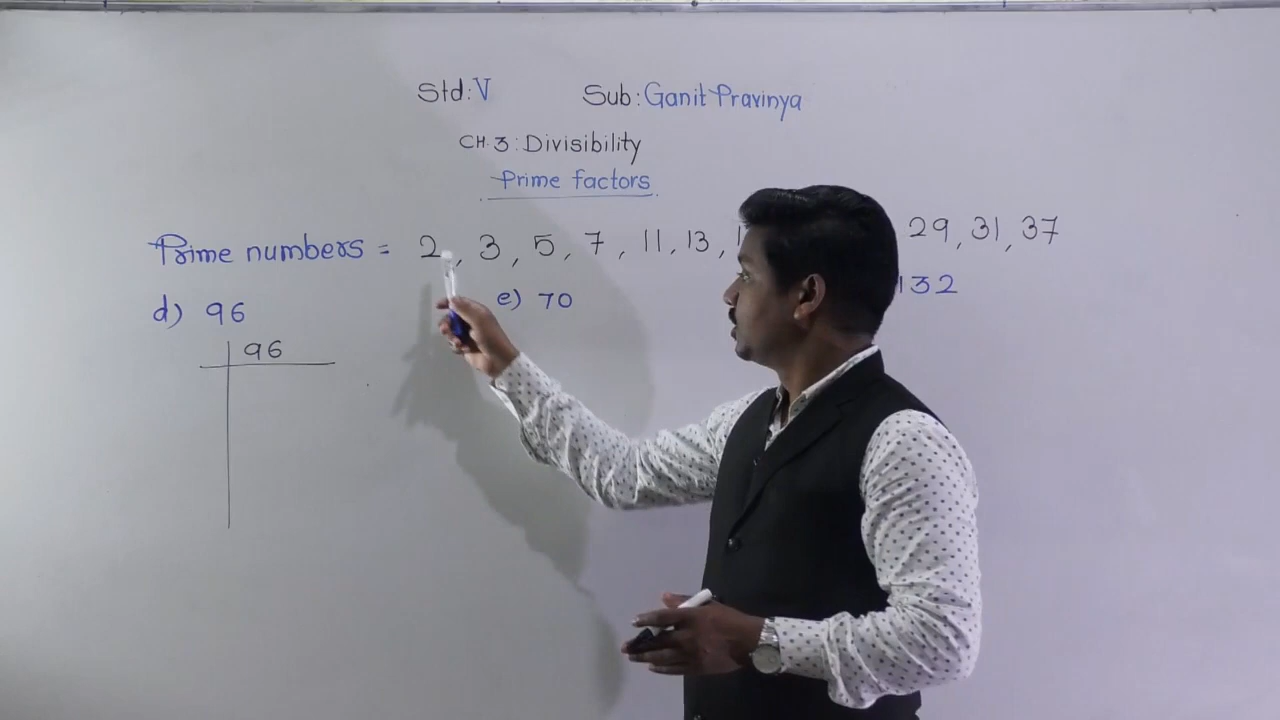 Std: V Sub: Ganit Pravinya
CH. 3: Divisibility
Prime factors
Prime numbers = 2, 3, 5, 7, 11, 13, 29, 31, 37
d) 96 e) 70 132
96